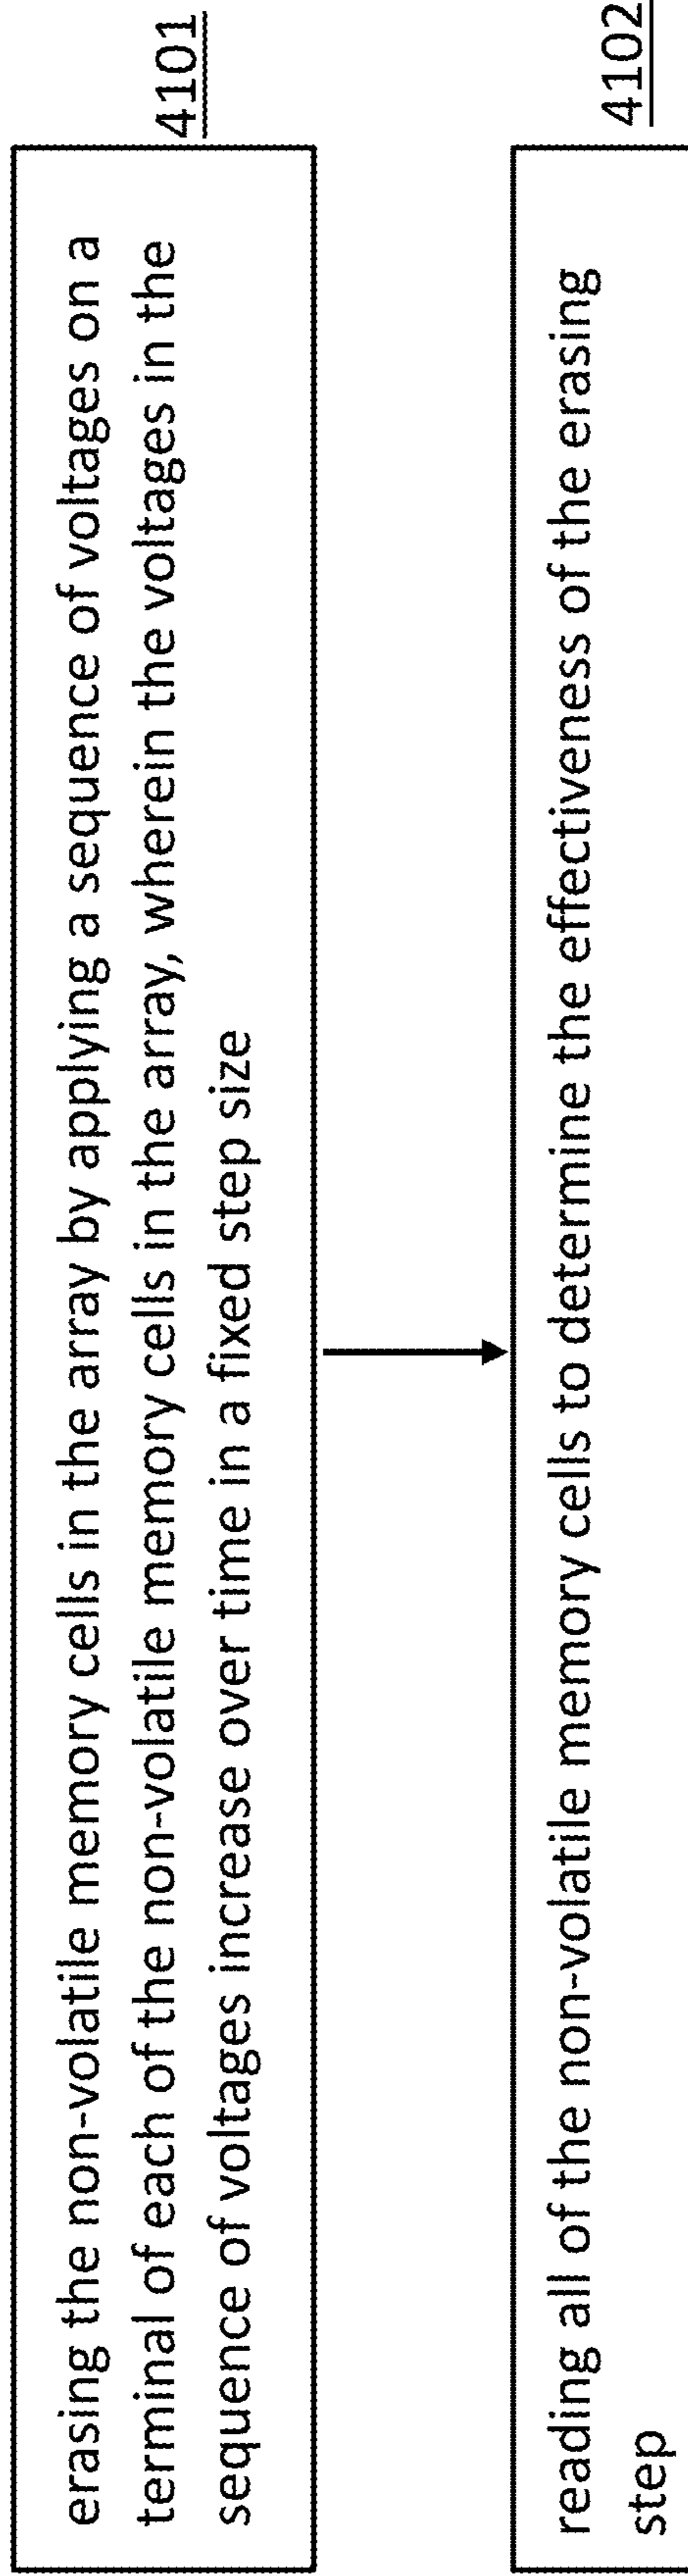 4101
erasing the non-volatile memory cells in the array by applying a sequence of voltages on a
terminal of each of the non-volatile memory cells in the array, wherein the voltages in the
sequence of voltages increase over time in a fixed step size
4102
reading all of the non-volatile memory cells to determine the effectiveness of the erasing
step